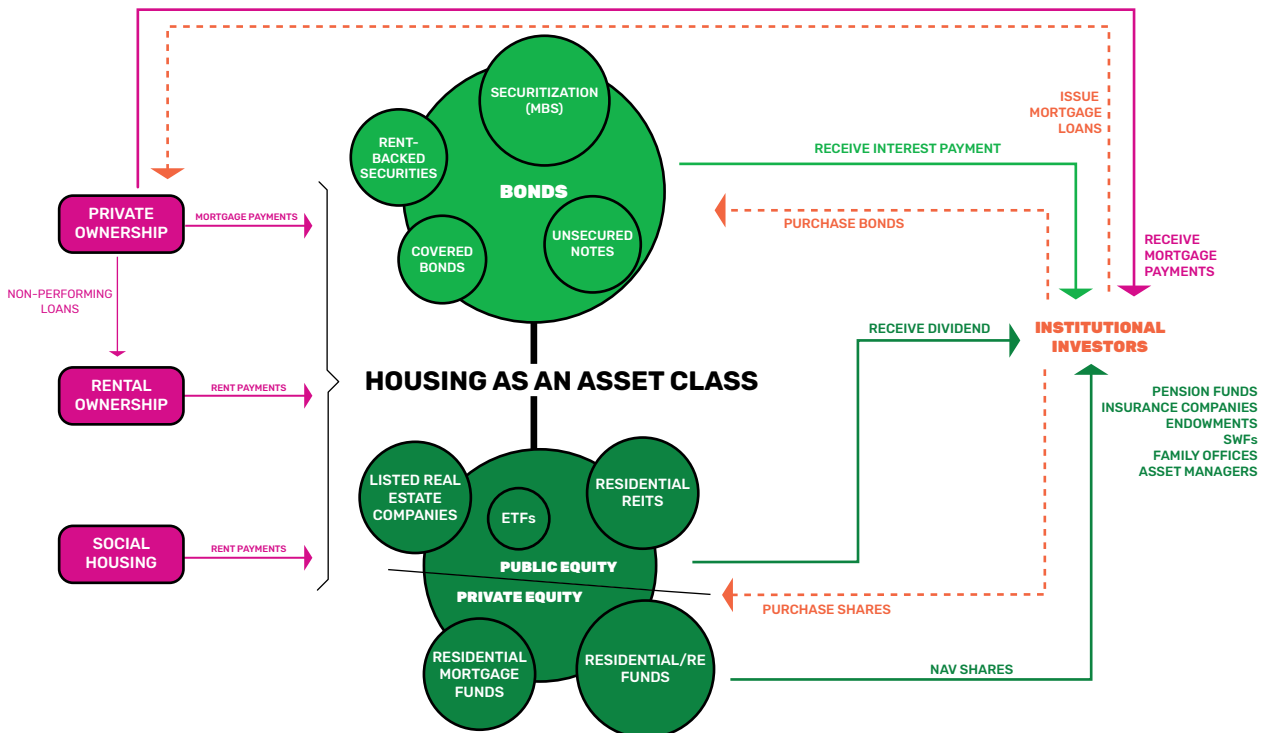 SECURITIZATION
(MBS)
ISSUE
MORTGAGE
LOANS
RENT-
BACKED
SECURITIES
RECEIVE INTEREST PAYMENT
BONDS
PRIVATE
OWNERSHIP
MORTGAGE PAYMENTS
PURCHASE BONDS
COVERED
BONDS
UNSECURED
NOTES
RECEIVE
MORTGAGE
PAYMENTS
NON-PERFORMING
LOANS
RECEIVE DIVIDEND
INSTITUTIONAL
INVESTORS
RENTAL
OWNERSHIP
RENT PAYMENTS
HOUSING AS AN ASSET CLASS
PENSION FUNDS
INSURANCE COMPANIES
ENDOWMENTS
SWFs
FAMILY OFFICES
ASSET MANAGERS
LISTED REAL
ESTATE
COMPANIES
ETFs
RESIDENTIAL
REITS
SOCIAL
HOUSING
RENT PAYMENTS
PUBLIC EQUITY
PRIVATE EQUITY
PURCHASE SHARES
RESIDENTIAL
MORTGAGE
FUNDS
RESIDENTIAL/RE
FUNDS
NAV SHARES